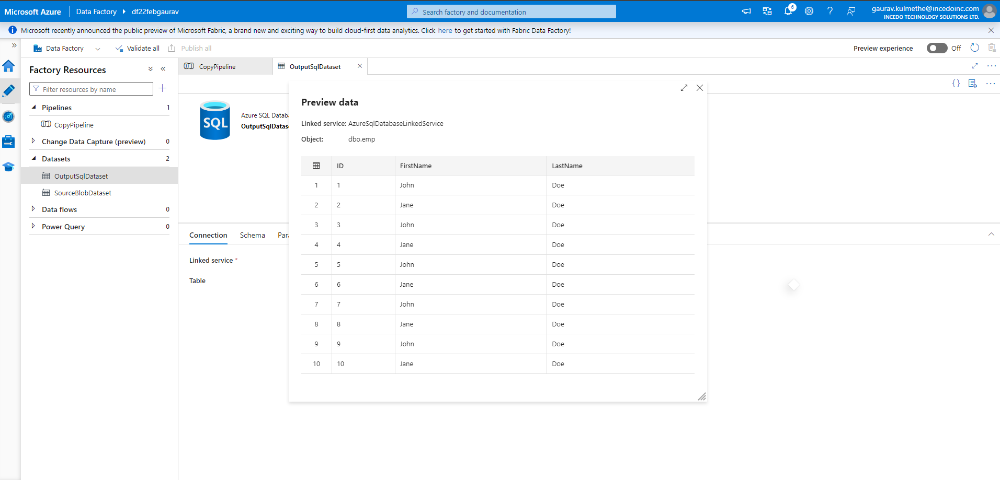 Microsoft Azure
Data Factory
df22febgaurav
Search factory and documentation
6
gaurav.kulmethe@incedoinc.com
INCEDO TECHNOLOGY SOLUTIONS LTD.
Microsoft recently announced the public preview of Microsoft Fabric, a brand new and exciting way to build cloud-first data analytics. Click here to get started with Fabric Data Factory!
Data Factory
Validate all
Publish all
Preview experience
Off
Factory Resources
Filter resources by name
Pipelines 1
CopyPipeline
Change Data Capture (preview) 0
Datasets 2
OutputSqlDataset
SourceBlobDataset
Data flows 0
Power Query 0
CopyPipeline
OutputSqlDataset
SQL
Azure SQL Datab
OutputSqlDatas
Connection
Schema
Par
Linked service *
Table
Preview data
Linked service: AzureSqlDatabaseLinkedService
Object: dbo.emp
ID FirstName LastName
1 1 John Doe
2 2 Jane Doe
3 3 John Doe
4 4 Jane Doe
5 5 John Doe
6 6 Jane Doe
7 7 John Doe
8 8 Jane Doe
9 9 John Doe
10 10 Jane Doe